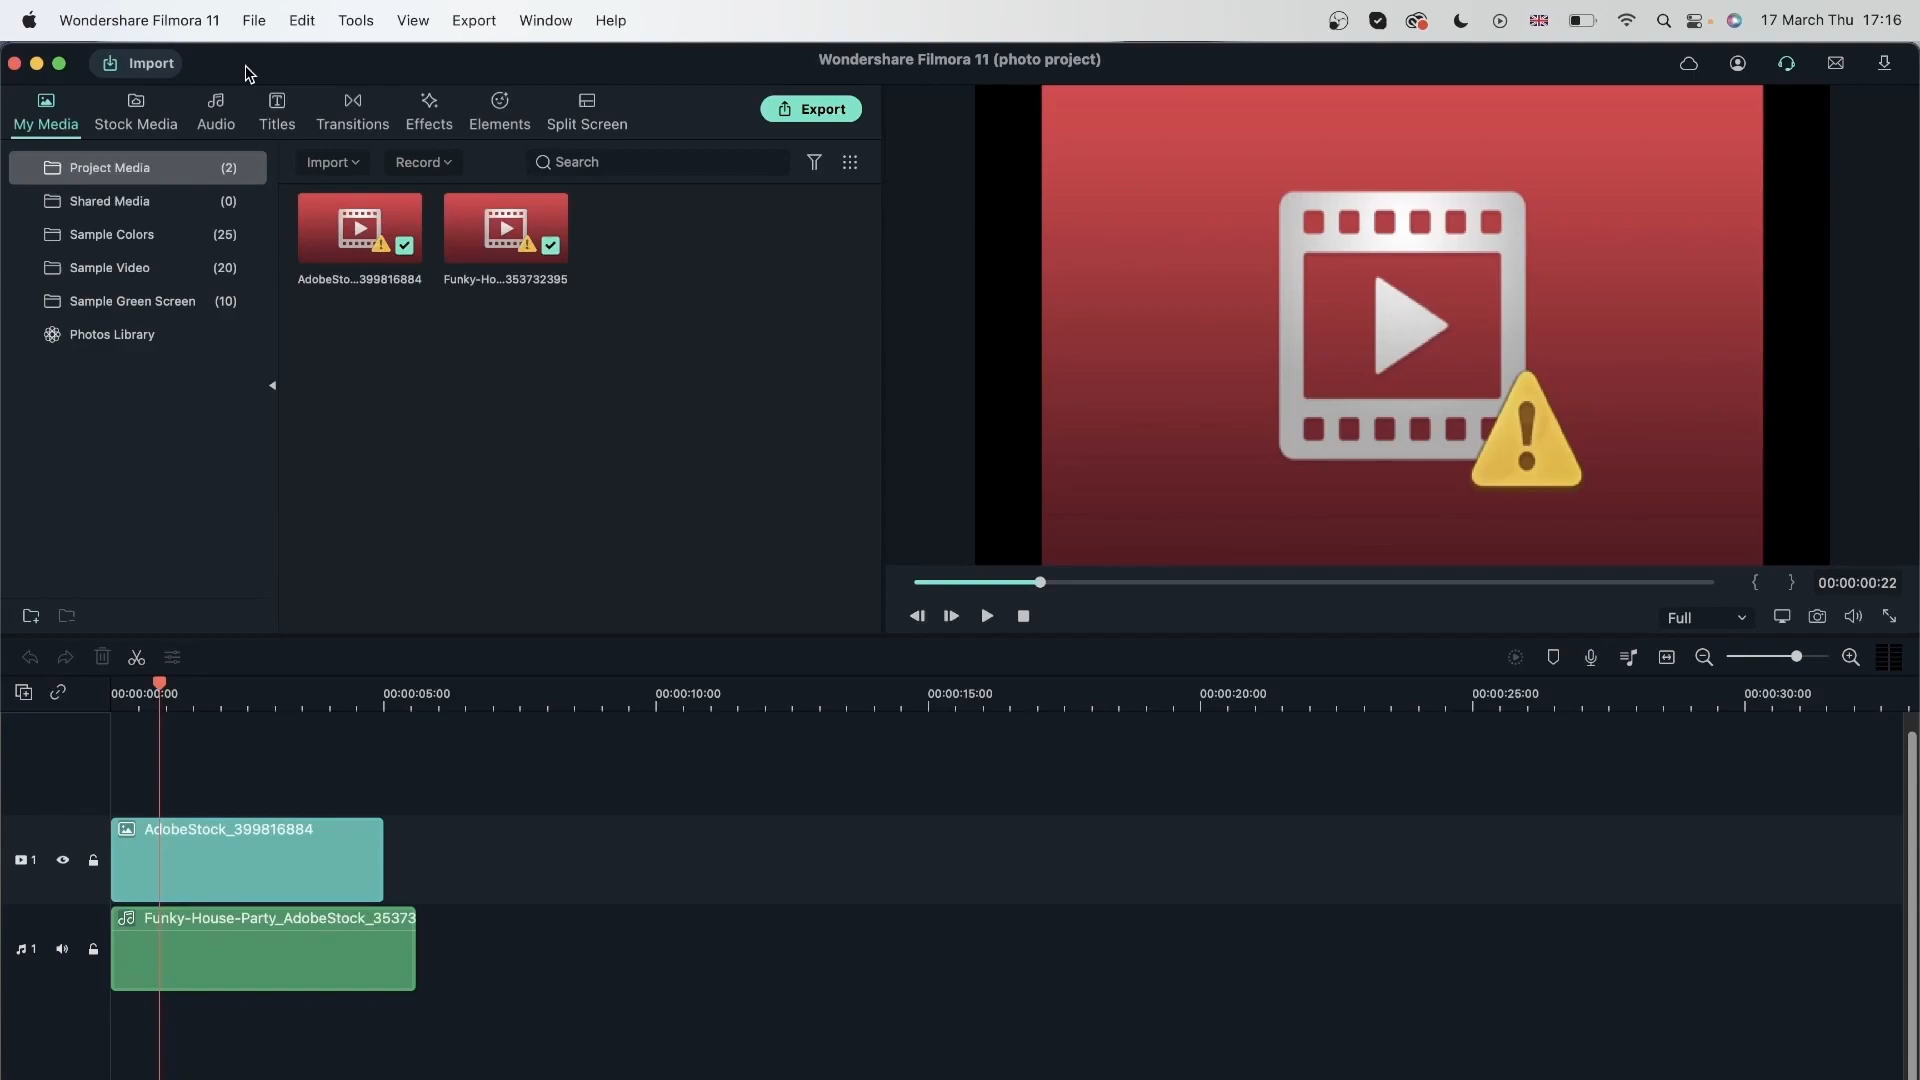 Wondershare Filmora 11 File Edit Tools View Export Window Help 17 March Thu 17:16
Import Wondershare Filmora 11 (photo project)
My Media Stock Media Audio Titles Transitions Effects Elements Split Screen Export
Project Media (2)
Shared Media (0)
Sample Colors (25)
Sample Video (20)
Sample Green Screen (10)
Photos Library
Import Record Search
AdobeSto...399816884 Funky-Ho...353732395
{ } 00:00:00:22
Full
00:00:00:00 00:00:05:00 00:00:10:00 00:00:15:00 00:00:20:00 00:00:25:00 00:00:30:00
AdobeStock_399816884
1
Funky-House-Party_AdobeStock_35373
1